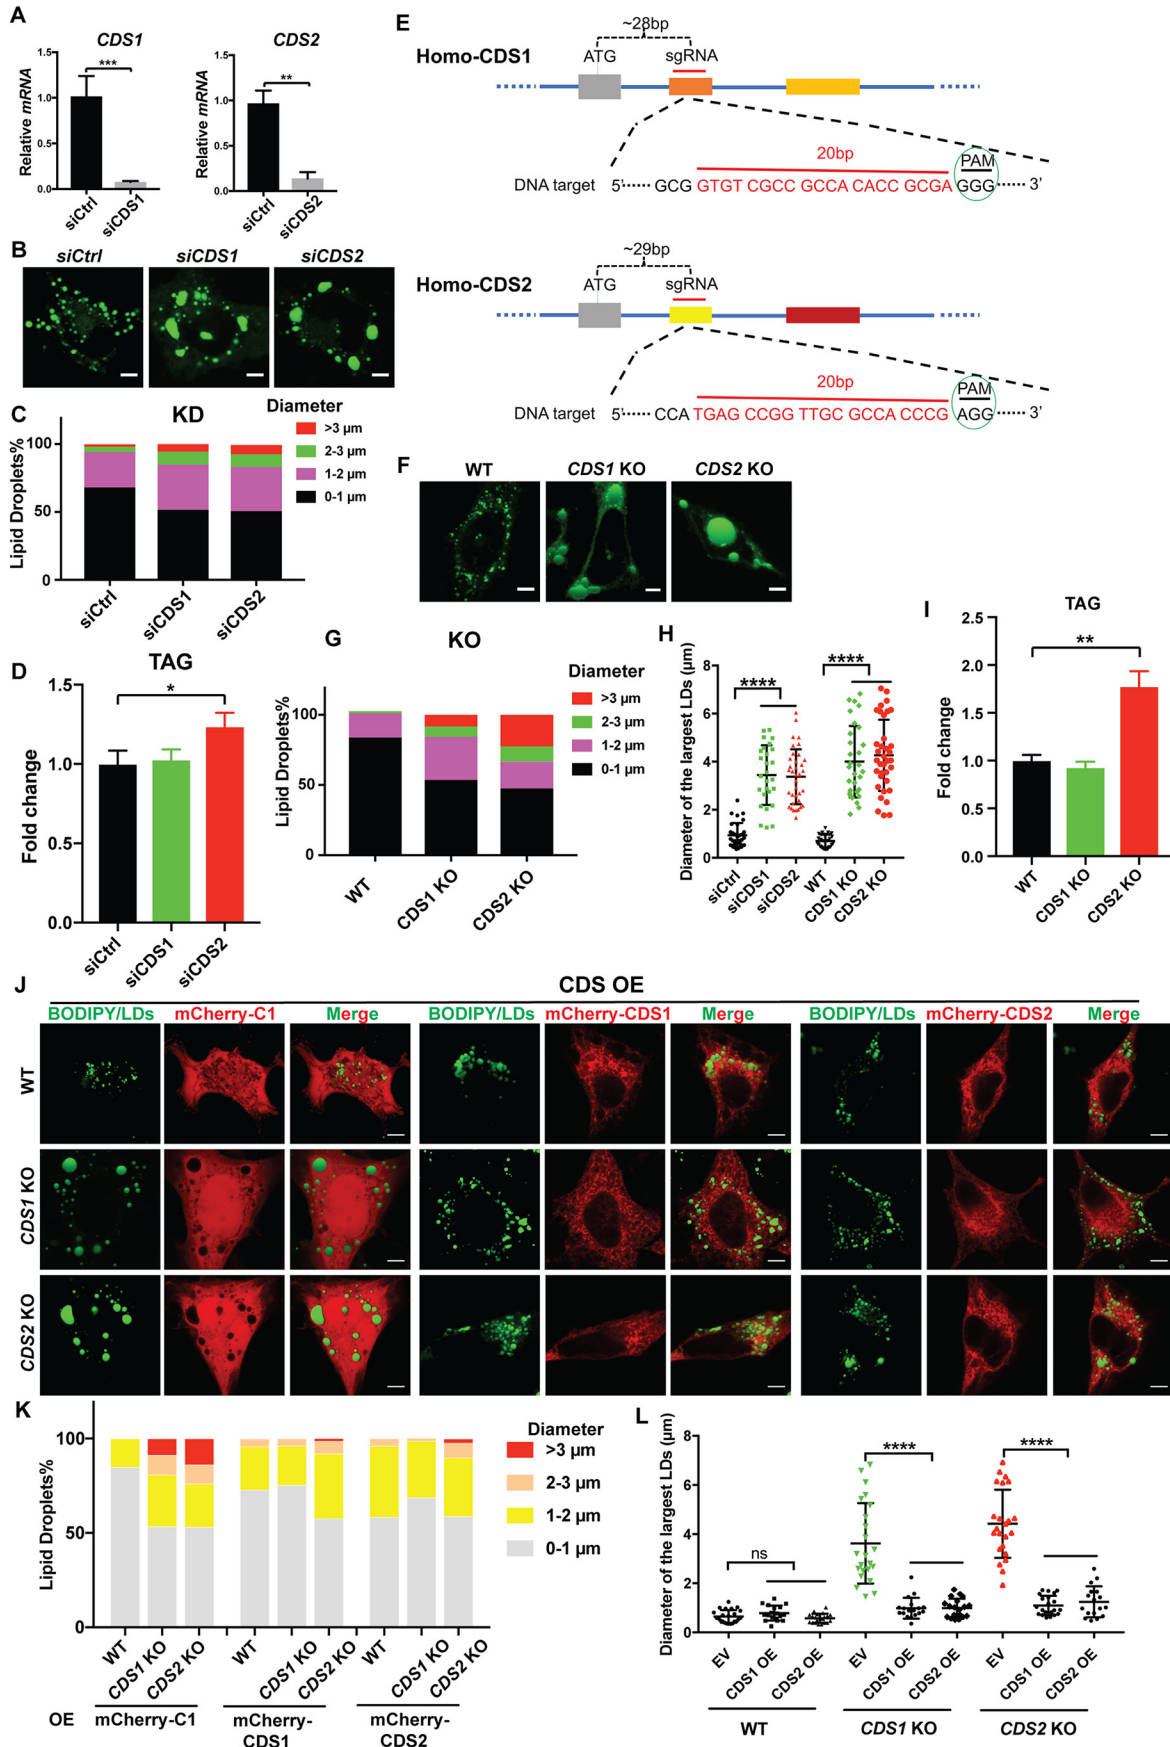 A
CDS1
Relative mRNA
1.5
1.0
0.5
0.0
***
siCtrl
siCDS1
CDS2
Relative mRNA
1.5
1.0
0.5
0.0
**
siCtrl
siCDS2
B
siCtrl
siCDS1
siCDS2
C
KD
Lipid Droplets%
100
50
0
siCtrl
siCDS1
siCDS2
Diameter
>3 µm
2-3 µm
1-2 µm
0-1 µm
D
TAG
Fold change
1.5
1.0
0.5
0.0
*
siCtrl
siCDS1
siCDS2
E
Homo-CDS1
~28bp
ATG
sgRNA
20bp
PAM
DNA target 5' GCG GTGT CGCC GCCA CACC GCGA GGG 3'
Homo-CDS2
~29bp
ATG
sgRNA
20bp
PAM
DNA target 5' CCA TGAG CCGG TTGC GCCA CCCG AGG 3'
F
WT
CDS1 KO
CDS2 KO
G
KO
Lipid Droplets%
100
50
0
WT
CDS1 KO
CDS2 KO
Diameter
>3 µm
2-3 µm
1-2 µm
0-1 µm
H
Diameter of the largest LDs (µm)
8
6
4
2
0
****
****
siCtrl
siCDS1
siCDS2
WT
CDS1 KO
CDS2 KO
I
TAG
Fold change
2.5
2.0
1.5
1.0
0.5
0.0
**
WT
CDS1 KO
CDS2 KO
J
CDS OE
BODIPY/LDs mCherry-C1 Merge BODIPY/LDs mCherry-CDS1 Merge BODIPY/LDs mCherry-CDS2 Merge
WT
CDS1 KO
CDS2 KO
K
Lipid Droplets%
100
50
0
WT
CDS1 KO
CDS2 KO
WT
CDS1 KO
CDS2 KO
WT
CDS1 KO
CDS2 KO
OE
mCherry-C1
mCherry-
CDS1
mCherry-
CDS2
Diameter
>3 µm
2-3 µm
1-2 µm
0-1 µm
L
Diameter of the largest LDs (µm)
8
6
4
2
0
ns
****
****
EV
CDS1 OE
CDS2 OE
EV
CDS1 OE
CDS2 OE
EV
CDS1 OE
CDS2 OE
WT
CDS1 KO
CDS2 KO